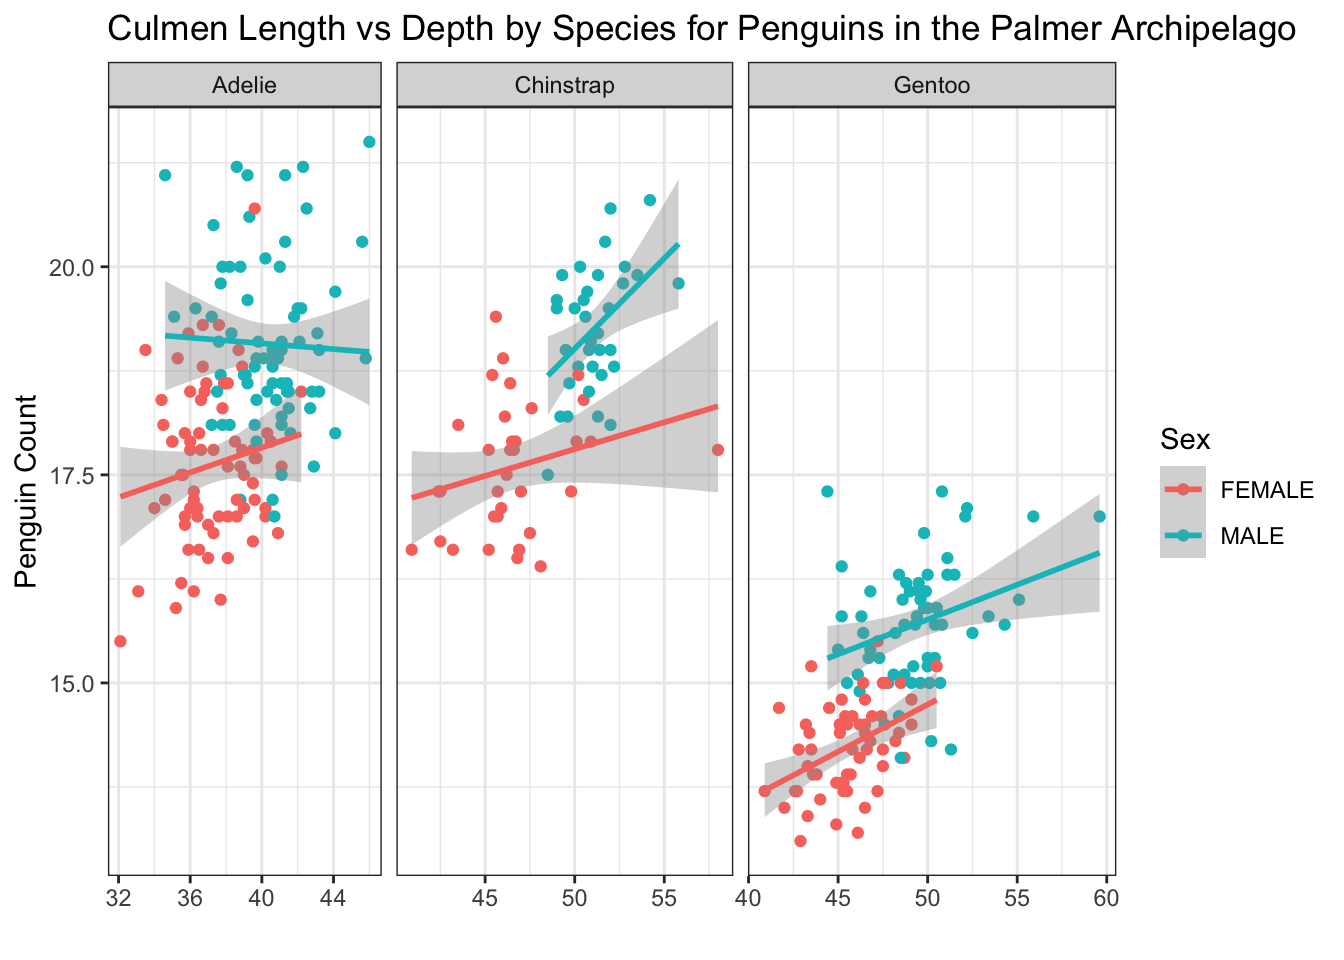 Culmen Length vs Depth by Species for Penguins in the Palmer Archipelago
Adelie
Chinstrap
Gentoo
Penguin Count
20.0
17.5
15.0
32 36 40 44
45 50 55
40 45 50 55 60
Sex
FEMALE
MALE